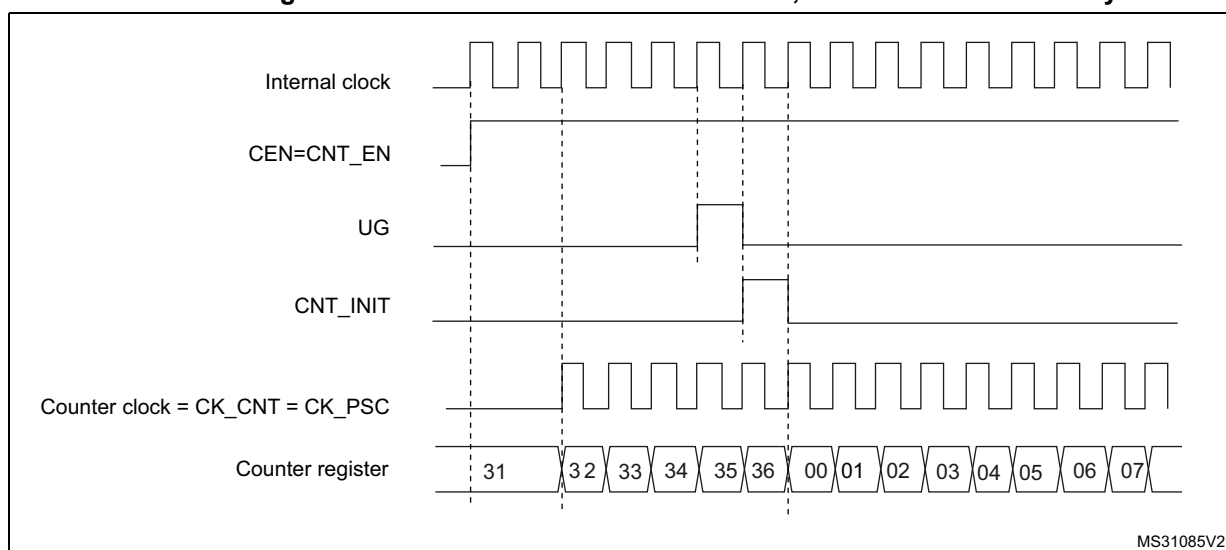 Internal clock
CEN=CNT_EN
UG
CNT_INIT
Counter clock = CK_CNT = CK_PSC
Counter register 31 32 33 34 35 36 00 01 02 03 04 05 06 07
MS31085V2